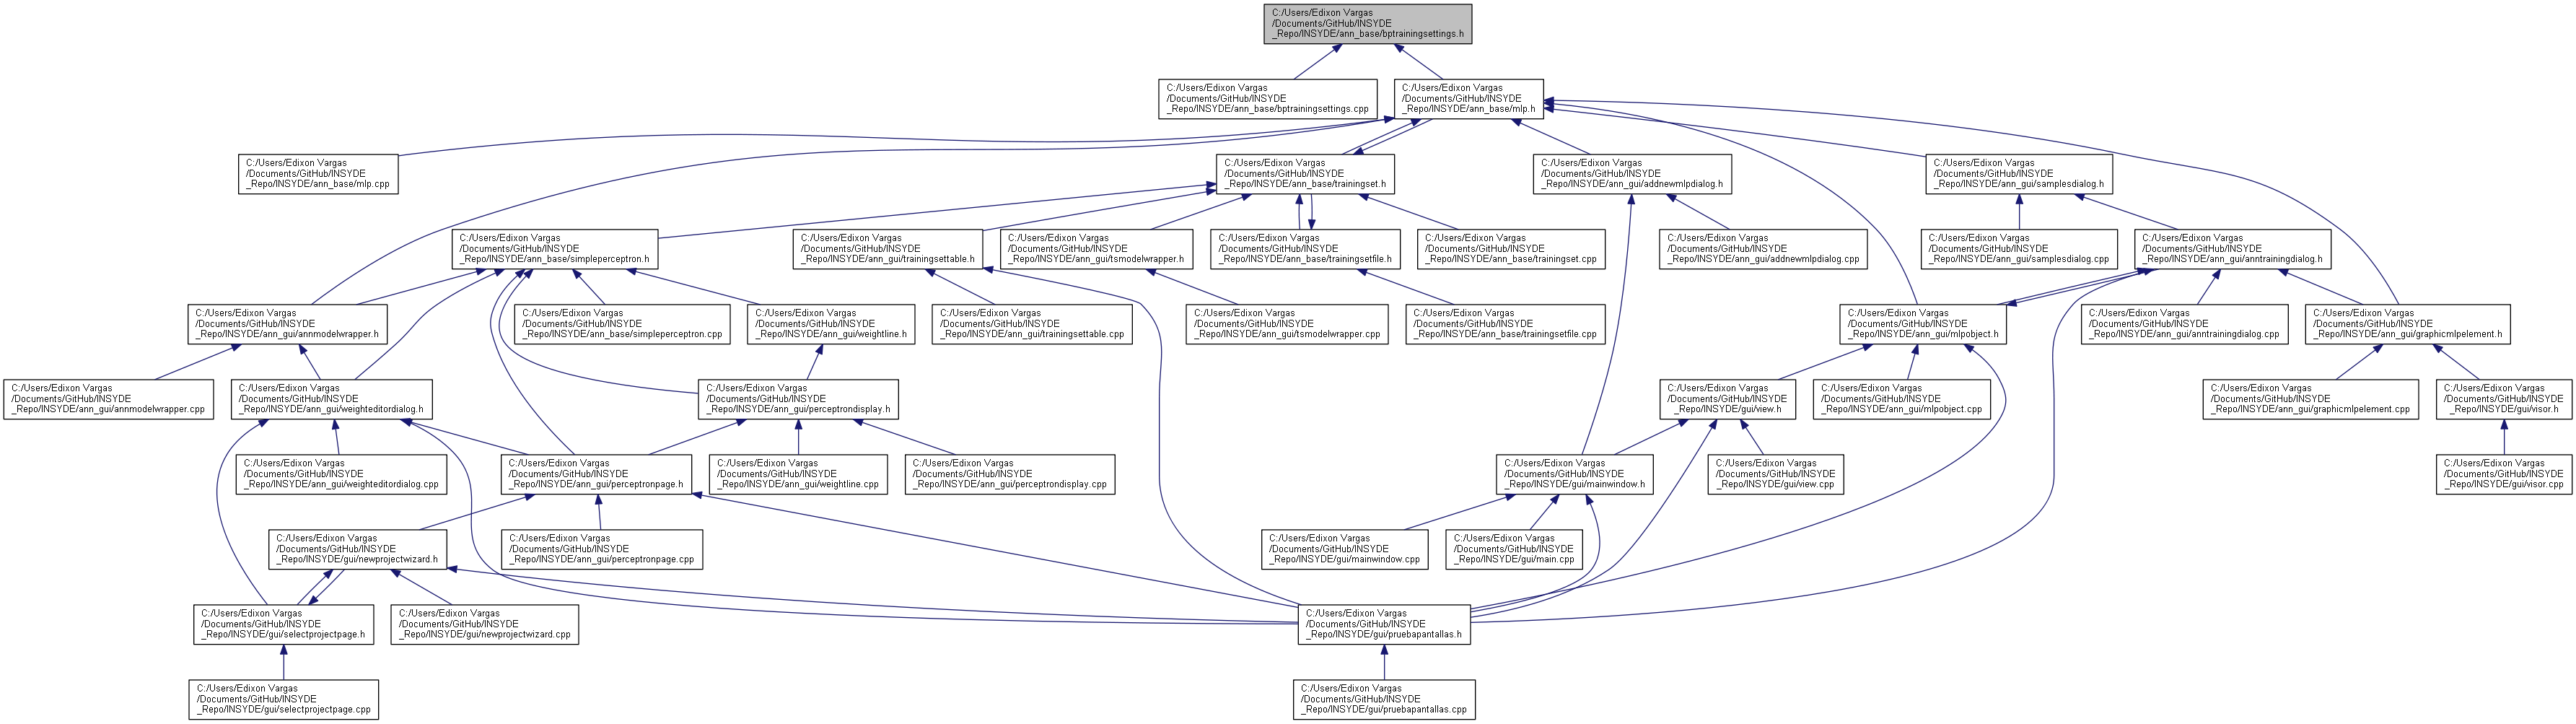 C:/Users/Edixon Vargas
/Documents/GitHub/INSYDE
_Repo/INSYDE/ann_base/bptrainingsettings.h
C:/Users/Edixon Vargas
/Documents/GitHub/INSYDE
_Repo/INSYDE/ann_base/bptrainingsettings.cpp
C:/Users/Edixon Vargas
/Documents/GitHub/INSYDE
_Repo/INSYDE/ann_base/mlp.h
C:/Users/Edixon Vargas
/Documents/GitHub/INSYDE
_Repo/INSYDE/ann_base/mlp.cpp
C:/Users/Edixon Vargas
/Documents/GitHub/INSYDE
_Repo/INSYDE/ann_base/trainingset.h
C:/Users/Edixon Vargas
/Documents/GitHub/INSYDE
_Repo/INSYDE/ann_gui/addnewmlpdialog.h
C:/Users/Edixon Vargas
/Documents/GitHub/INSYDE
_Repo/INSYDE/ann_gui/samplesdialog.h
C:/Users/Edixon Vargas
/Documents/GitHub/INSYDE
_Repo/INSYDE/ann_base/simpleperceptron.h
C:/Users/Edixon Vargas
/Documents/GitHub/INSYDE
_Repo/INSYDE/ann_gui/trainingsettable.h
C:/Users/Edixon Vargas
/Documents/GitHub/INSYDE
_Repo/INSYDE/ann_gui/tsmodelwrapper.h
C:/Users/Edixon Vargas
/Documents/GitHub/INSYDE
_Repo/INSYDE/ann_base/trainingsetfile.h
C:/Users/Edixon Vargas
/Documents/GitHub/INSYDE
_Repo/INSYDE/ann_base/trainingset.cpp
C:/Users/Edixon Vargas
/Documents/GitHub/INSYDE
_Repo/INSYDE/ann_gui/addnewmlpdialog.cpp
C:/Users/Edixon Vargas
/Documents/GitHub/INSYDE
_Repo/INSYDE/ann_gui/samplesdialog.cpp
C:/Users/Edixon Vargas
/Documents/GitHub/INSYDE
_Repo/INSYDE/ann_gui/anntrainingdialog.h
C:/Users/Edixon Vargas
/Documents/GitHub/INSYDE
_Repo/INSYDE/ann_gui/annmodelwrapper.h
C:/Users/Edixon Vargas
/Documents/GitHub/INSYDE
_Repo/INSYDE/ann_base/simpleperceptron.cpp
C:/Users/Edixon Vargas
/Documents/GitHub/INSYDE
_Repo/INSYDE/ann_gui/weightline.h
C:/Users/Edixon Vargas
/Documents/GitHub/INSYDE
_Repo/INSYDE/ann_gui/trainingsettable.cpp
C:/Users/Edixon Vargas
/Documents/GitHub/INSYDE
_Repo/INSYDE/ann_gui/tsmodelwrapper.cpp
C:/Users/Edixon Vargas
/Documents/GitHub/INSYDE
_Repo/INSYDE/ann_base/trainingsetfile.cpp
C:/Users/Edixon Vargas
/Documents/GitHub/INSYDE
_Repo/INSYDE/ann_gui/mlpobject.h
C:/Users/Edixon Vargas
/Documents/GitHub/INSYDE
_Repo/INSYDE/ann_gui/anntrainingdialog.cpp
C:/Users/Edixon Vargas
/Documents/GitHub/INSYDE
_Repo/INSYDE/ann_gui/graphicmlpelement.h
C:/Users/Edixon Vargas
/Documents/GitHub/INSYDE
_Repo/INSYDE/ann_gui/annmodelwrapper.cpp
C:/Users/Edixon Vargas
/Documents/GitHub/INSYDE
_Repo/INSYDE/ann_gui/weighteditordialog.h
C:/Users/Edixon Vargas
/Documents/GitHub/INSYDE
_Repo/INSYDE/ann_gui/perceptrondisplay.h
C:/Users/Edixon Vargas
/Documents/GitHub/INSYDE
_Repo/INSYDE/gui/view.h
C:/Users/Edixon Vargas
/Documents/GitHub/INSYDE
_Repo/INSYDE/ann_gui/mlpobject.cpp
C:/Users/Edixon Vargas
/Documents/GitHub/INSYDE
_Repo/INSYDE/ann_gui/graphicmlpelement.cpp
C:/Users/Edixon Vargas
/Documents/GitHub/INSYDE
_Repo/INSYDE/gui/visor.h
C:/Users/Edixon Vargas
/Documents/GitHub/INSYDE
_Repo/INSYDE/ann_gui/weighteditordialog.cpp
C:/Users/Edixon Vargas
/Documents/GitHub/INSYDE
_Repo/INSYDE/ann_gui/perceptronpage.h
C:/Users/Edixon Vargas
/Documents/GitHub/INSYDE
_Repo/INSYDE/ann_gui/weightline.cpp
C:/Users/Edixon Vargas
/Documents/GitHub/INSYDE
_Repo/INSYDE/ann_gui/perceptrondisplay.cpp
C:/Users/Edixon Vargas
/Documents/GitHub/INSYDE
_Repo/INSYDE/gui/mainwindow.h
C:/Users/Edixon Vargas
/Documents/GitHub/INSYDE
_Repo/INSYDE/gui/view.cpp
C:/Users/Edixon Vargas
/Documents/GitHub/INSYDE
_Repo/INSYDE/gui/visor.cpp
C:/Users/Edixon Vargas
/Documents/GitHub/INSYDE
_Repo/INSYDE/gui/newprojectwizard.h
C:/Users/Edixon Vargas
/Documents/GitHub/INSYDE
_Repo/INSYDE/ann_gui/perceptronpage.cpp
C:/Users/Edixon Vargas
/Documents/GitHub/INSYDE
_Repo/INSYDE/gui/mainwindow.cpp
C:/Users/Edixon Vargas
/Documents/GitHub/INSYDE
_Repo/INSYDE/gui/main.cpp
C:/Users/Edixon Vargas
/Documents/GitHub/INSYDE
_Repo/INSYDE/gui/selectprojectpage.h
C:/Users/Edixon Vargas
/Documents/GitHub/INSYDE
_Repo/INSYDE/gui/newprojectwizard.cpp
C:/Users/Edixon Vargas
/Documents/GitHub/INSYDE
_Repo/INSYDE/gui/pruebapantallas.h
C:/Users/Edixon Vargas
/Documents/GitHub/INSYDE
_Repo/INSYDE/gui/selectprojectpage.cpp
C:/Users/Edixon Vargas
/Documents/GitHub/INSYDE
_Repo/INSYDE/gui/pruebapantallas.cpp